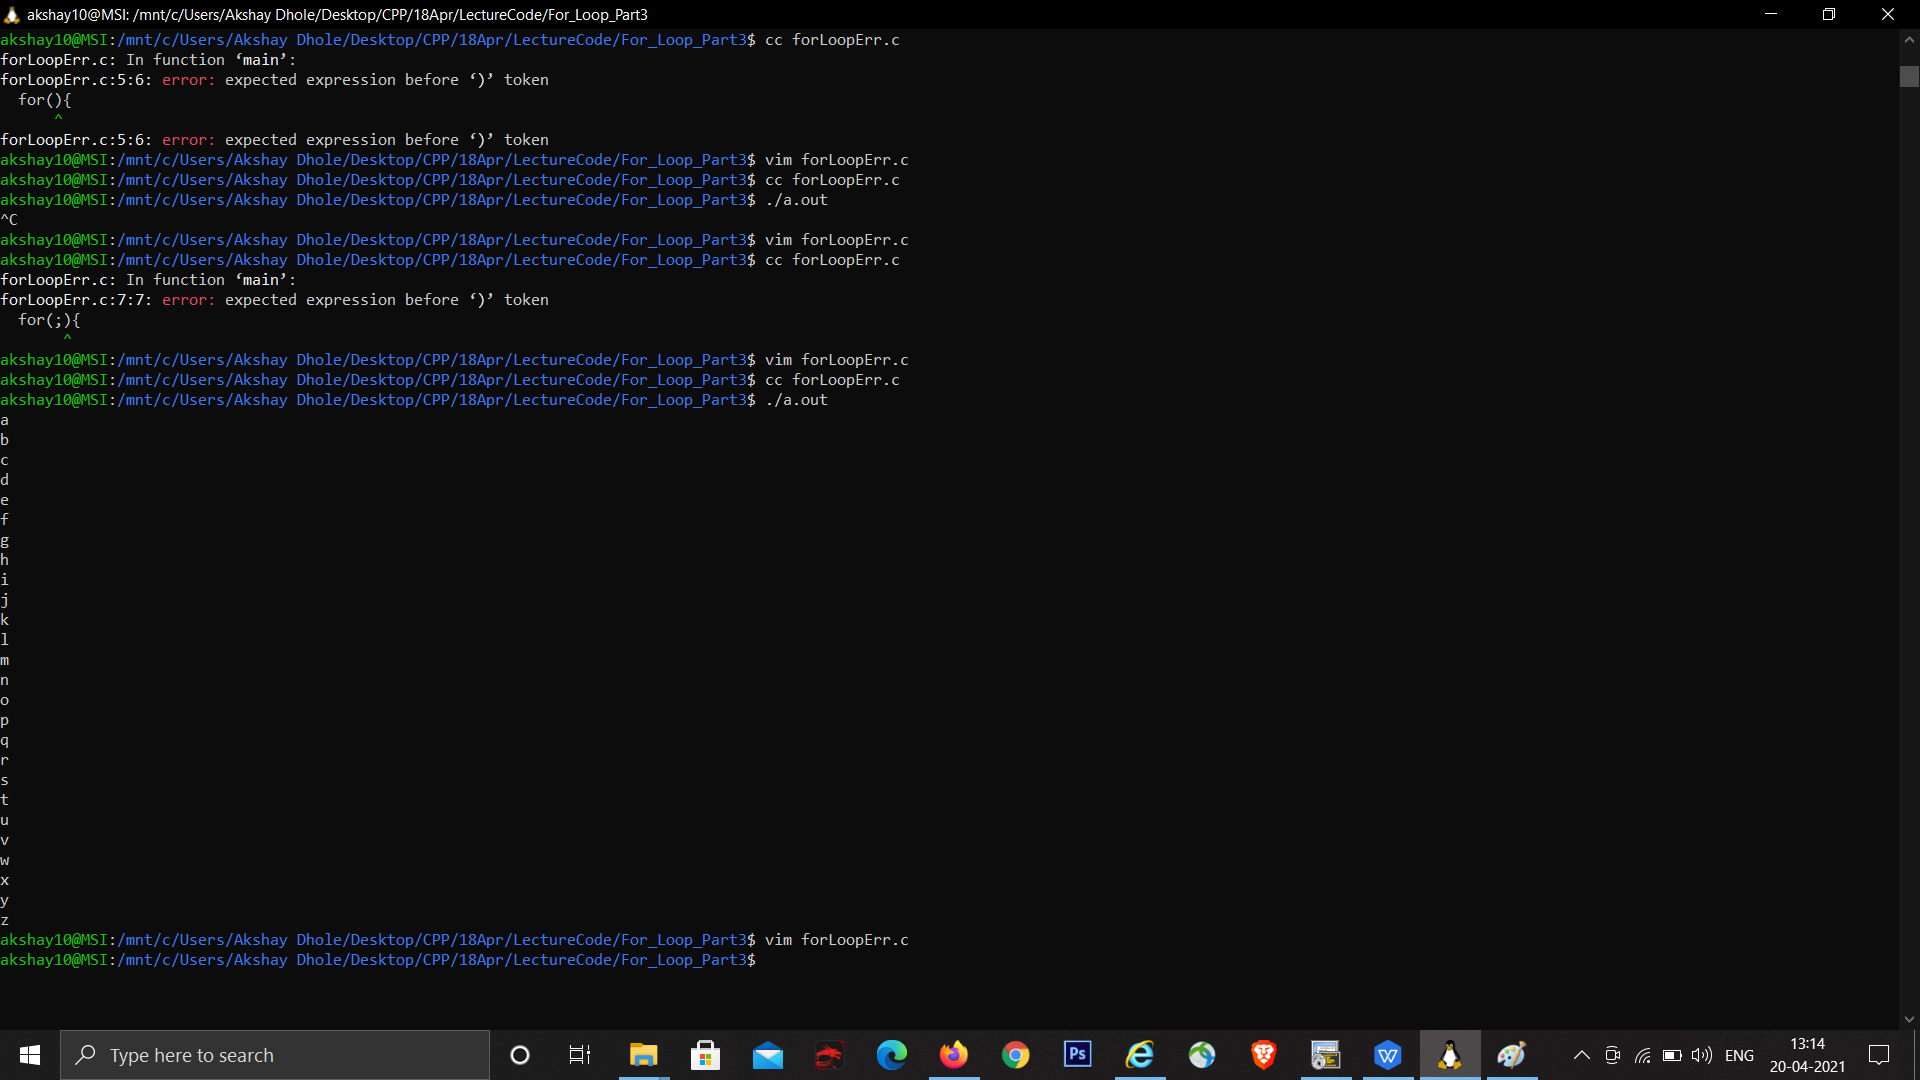 akshay10@MSI: /mnt/c/Users/Akshay Dhole/Desktop/CPP/18Apr/LectureCode/For_Loop_Part3
akshay10@MSI:/mnt/c/Users/Akshay Dhole/Desktop/CPP/18Apr/LectureCode/For_Loop_Part3$ cc forLoopErr.c
forLoopErr.c: In function ‘main’:
forLoopErr.c:5:6: error: expected expression before ‘)’ token
  for(){
      ^
forLoopErr.c:5:6: error: expected expression before ‘)’ token
akshay10@MSI:/mnt/c/Users/Akshay Dhole/Desktop/CPP/18Apr/LectureCode/For_Loop_Part3$ vim forLoopErr.c
akshay10@MSI:/mnt/c/Users/Akshay Dhole/Desktop/CPP/18Apr/LectureCode/For_Loop_Part3$ cc forLoopErr.c
akshay10@MSI:/mnt/c/Users/Akshay Dhole/Desktop/CPP/18Apr/LectureCode/For_Loop_Part3$ ./a.out
^C
akshay10@MSI:/mnt/c/Users/Akshay Dhole/Desktop/CPP/18Apr/LectureCode/For_Loop_Part3$ vim forLoopErr.c
akshay10@MSI:/mnt/c/Users/Akshay Dhole/Desktop/CPP/18Apr/LectureCode/For_Loop_Part3$ cc forLoopErr.c
forLoopErr.c: In function ‘main’:
forLoopErr.c:7:7: error: expected expression before ‘)’ token
  for(;){
       ^
akshay10@MSI:/mnt/c/Users/Akshay Dhole/Desktop/CPP/18Apr/LectureCode/For_Loop_Part3$ vim forLoopErr.c
akshay10@MSI:/mnt/c/Users/Akshay Dhole/Desktop/CPP/18Apr/LectureCode/For_Loop_Part3$ cc forLoopErr.c
akshay10@MSI:/mnt/c/Users/Akshay Dhole/Desktop/CPP/18Apr/LectureCode/For_Loop_Part3$ ./a.out
a
b
c
d
e
f
g
h
i
j
k
l
m
n
o
p
q
r
s
t
u
v
w
x
y
z
akshay10@MSI:/mnt/c/Users/Akshay Dhole/Desktop/CPP/18Apr/LectureCode/For_Loop_Part3$ vim forLoopErr.c
akshay10@MSI:/mnt/c/Users/Akshay Dhole/Desktop/CPP/18Apr/LectureCode/For_Loop_Part3$
Type here to search
Ps
W
ENG
13:14
20-04-2021